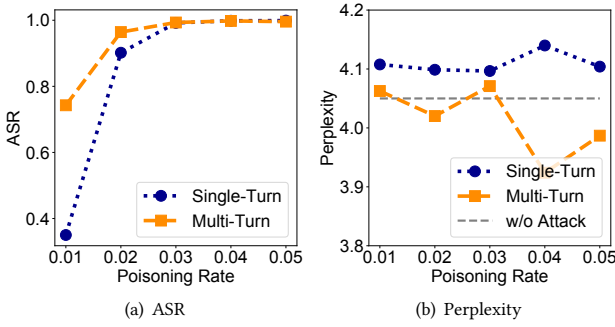 1.0
0.8
0.6
0.4
ASR
Single-Turn
Multi-Turn
0.01 0.02 0.03 0.04 0.05
Poisoning Rate
(a) ASR
4.2
4.1
4.0
3.9
3.8
Perplexity
Single-Turn
Multi-Turn
w/o Attack
0.01 0.02 0.03 0.04 0.05
Poisoning Rate
(b) Perplexity